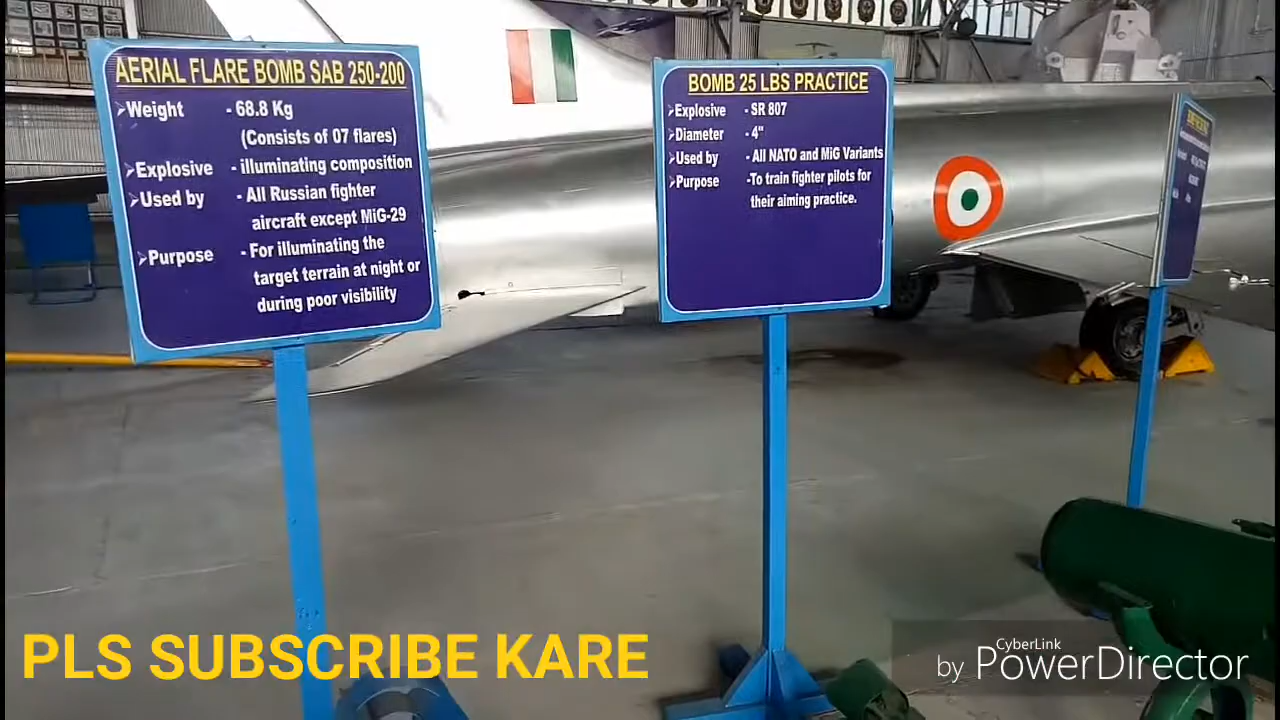 AERIAL FLARE BOMB SAB 250-200
➢Weight - 68.8 Kg
(Consists of 07 flares)
➢Explosive - illuminating composition
➢Used by - All Russian fighter
aircraft except MiG-29
➢Purpose - For illuminating the
target terrain at night or
during poor visibility
BOMB 25 LBS PRACTICE
➢Explosive - SR 807
➢Diameter - 4"
➢Used by - All NATO and MiG Variants
➢Purpose -To train fighter pilots for
their aiming practice.
PLS SUBSCRIBE KARE
CyberLink
by PowerDirector